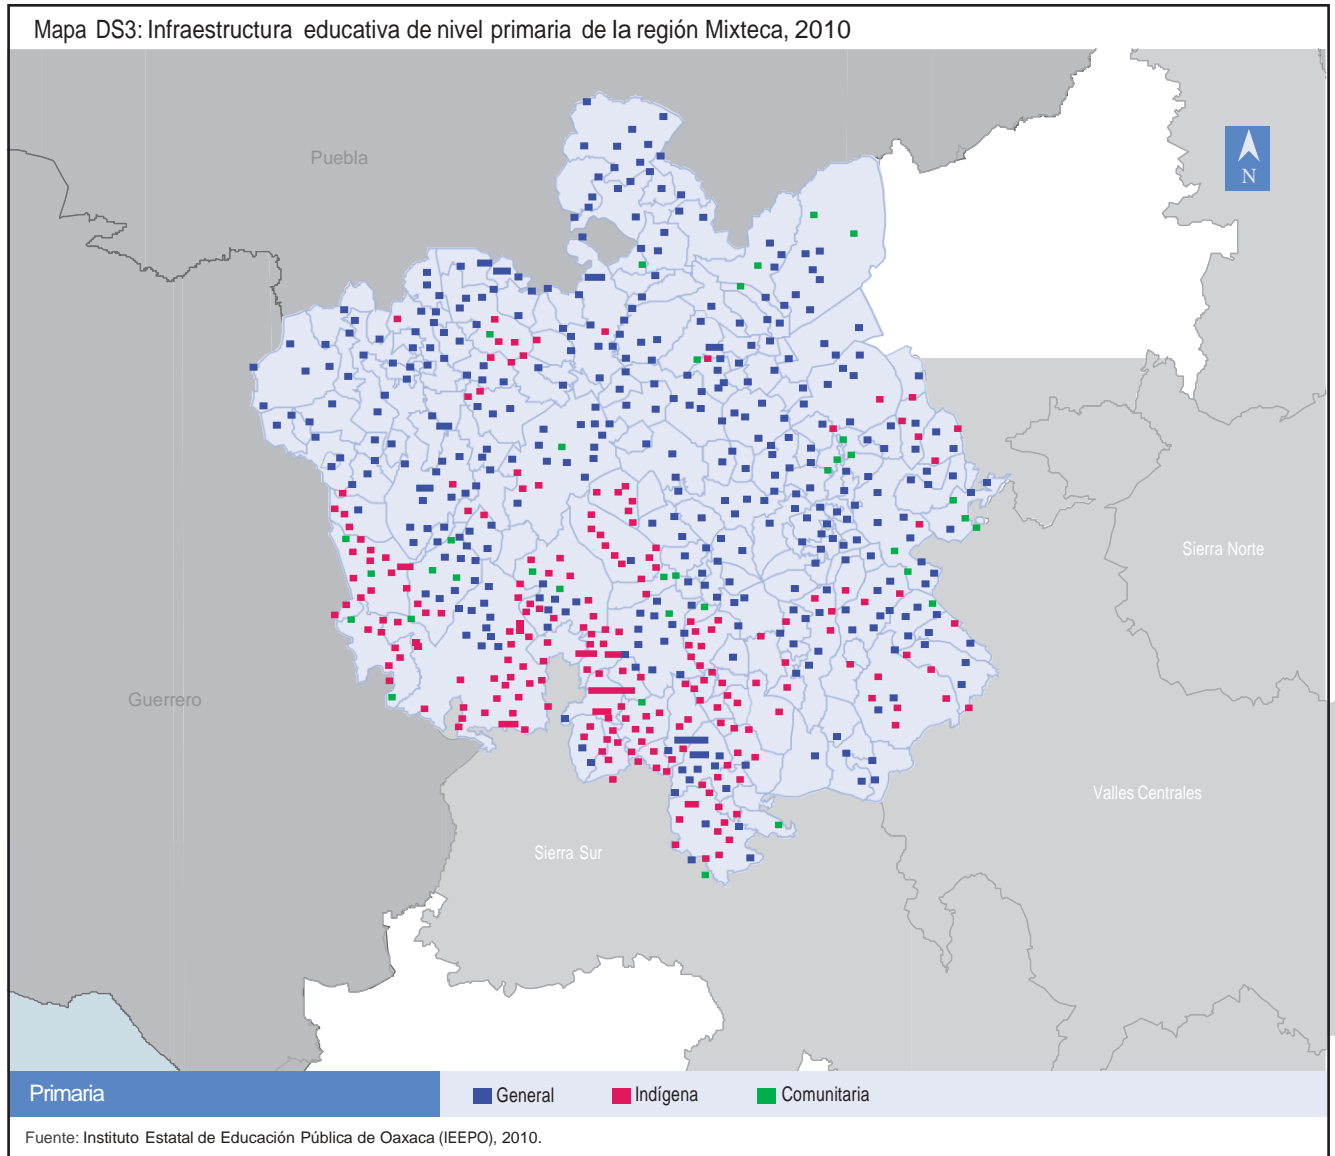 Mapa DS3: Infraestructura educativa de nivel primaria de la región Mixteca, 2010
Puebla
N
Sierra Norte
Guerrero
Valles Centrales
Sierra Sur
Primaria
General
Indígena
Comunitaria
Fuente: Instituto Estatal de Educación Pública de Oaxaca (IEEPO), 2010.